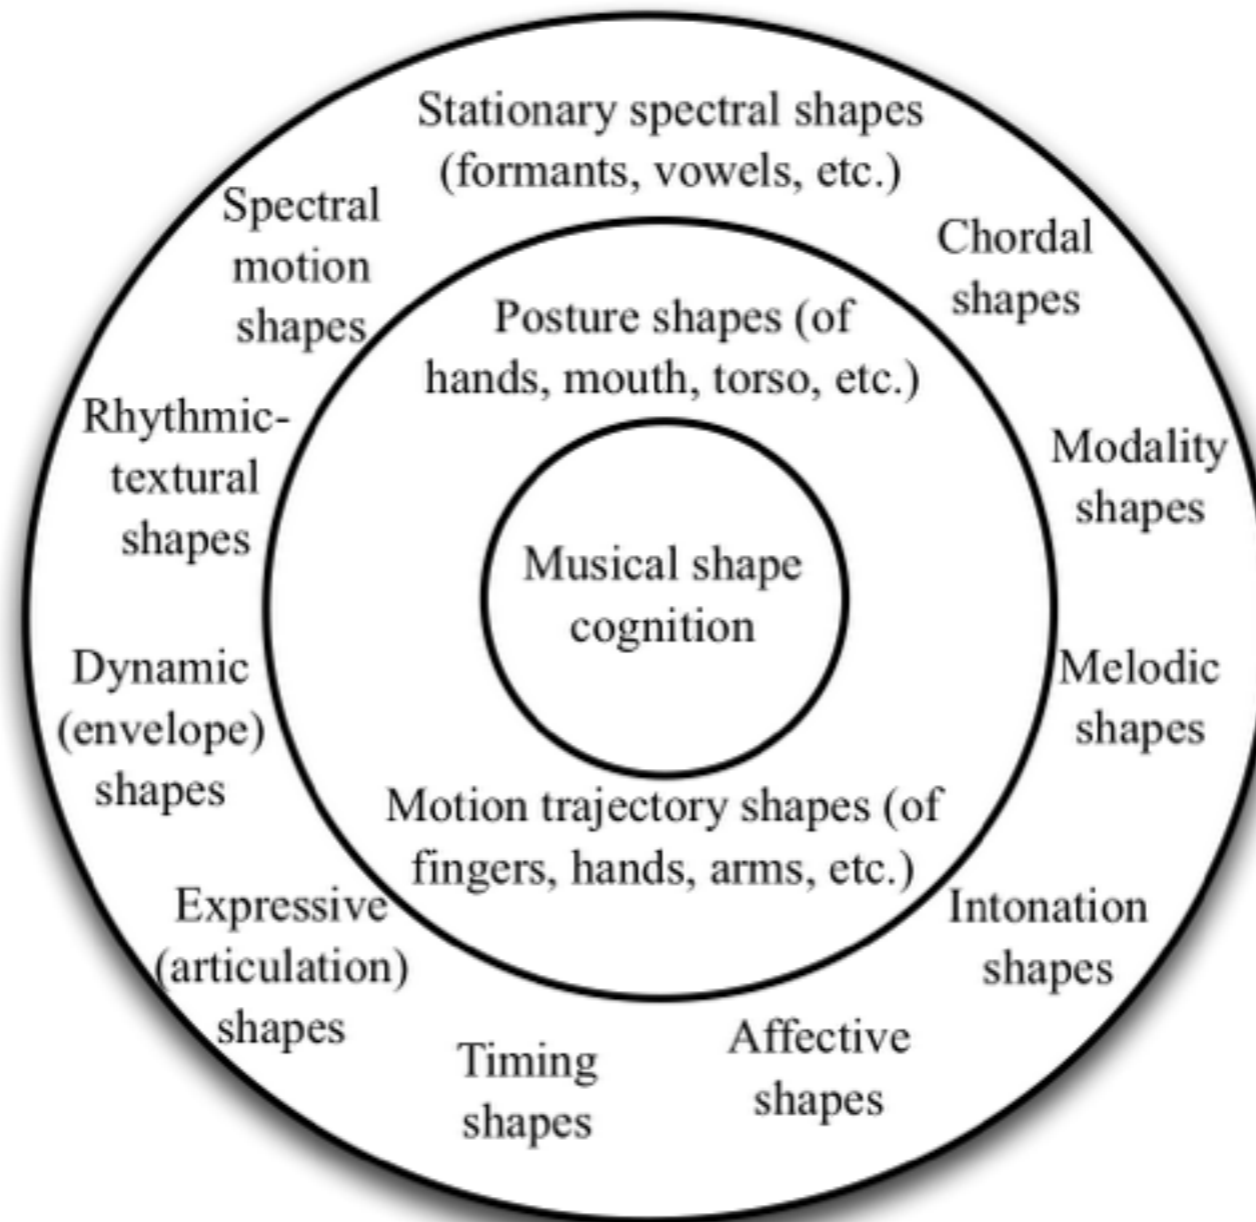 Stationary spectral shapes
(formants, vowels, etc.)
Spectral
motion
shapes
Chordal
shapes
Posture shapes (of
hands, mouth, torso, etc.)
Rhythmic-
textural
shapes
Modality
shapes
Musical shape
cognition
Dynamic
(envelope)
shapes
Melodic
shapes
Motion trajectory shapes (of
fingers, hands, arms, etc.)
Expressive
(articulation)
shapes
Intonation
shapes
Timing
shapes
Affective
shapes